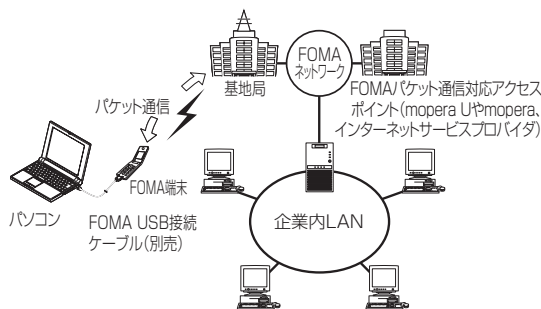 FOMA
ネットワーク
基地局
FOMAパケット通信対応アクセス
ポイント(mopera Uやmopera、
インターネットサービスプロバイダ)
パケット通信
FOMA端末
パソコン
FOMA USB接続
ケーブル(別売)
企業内LAN